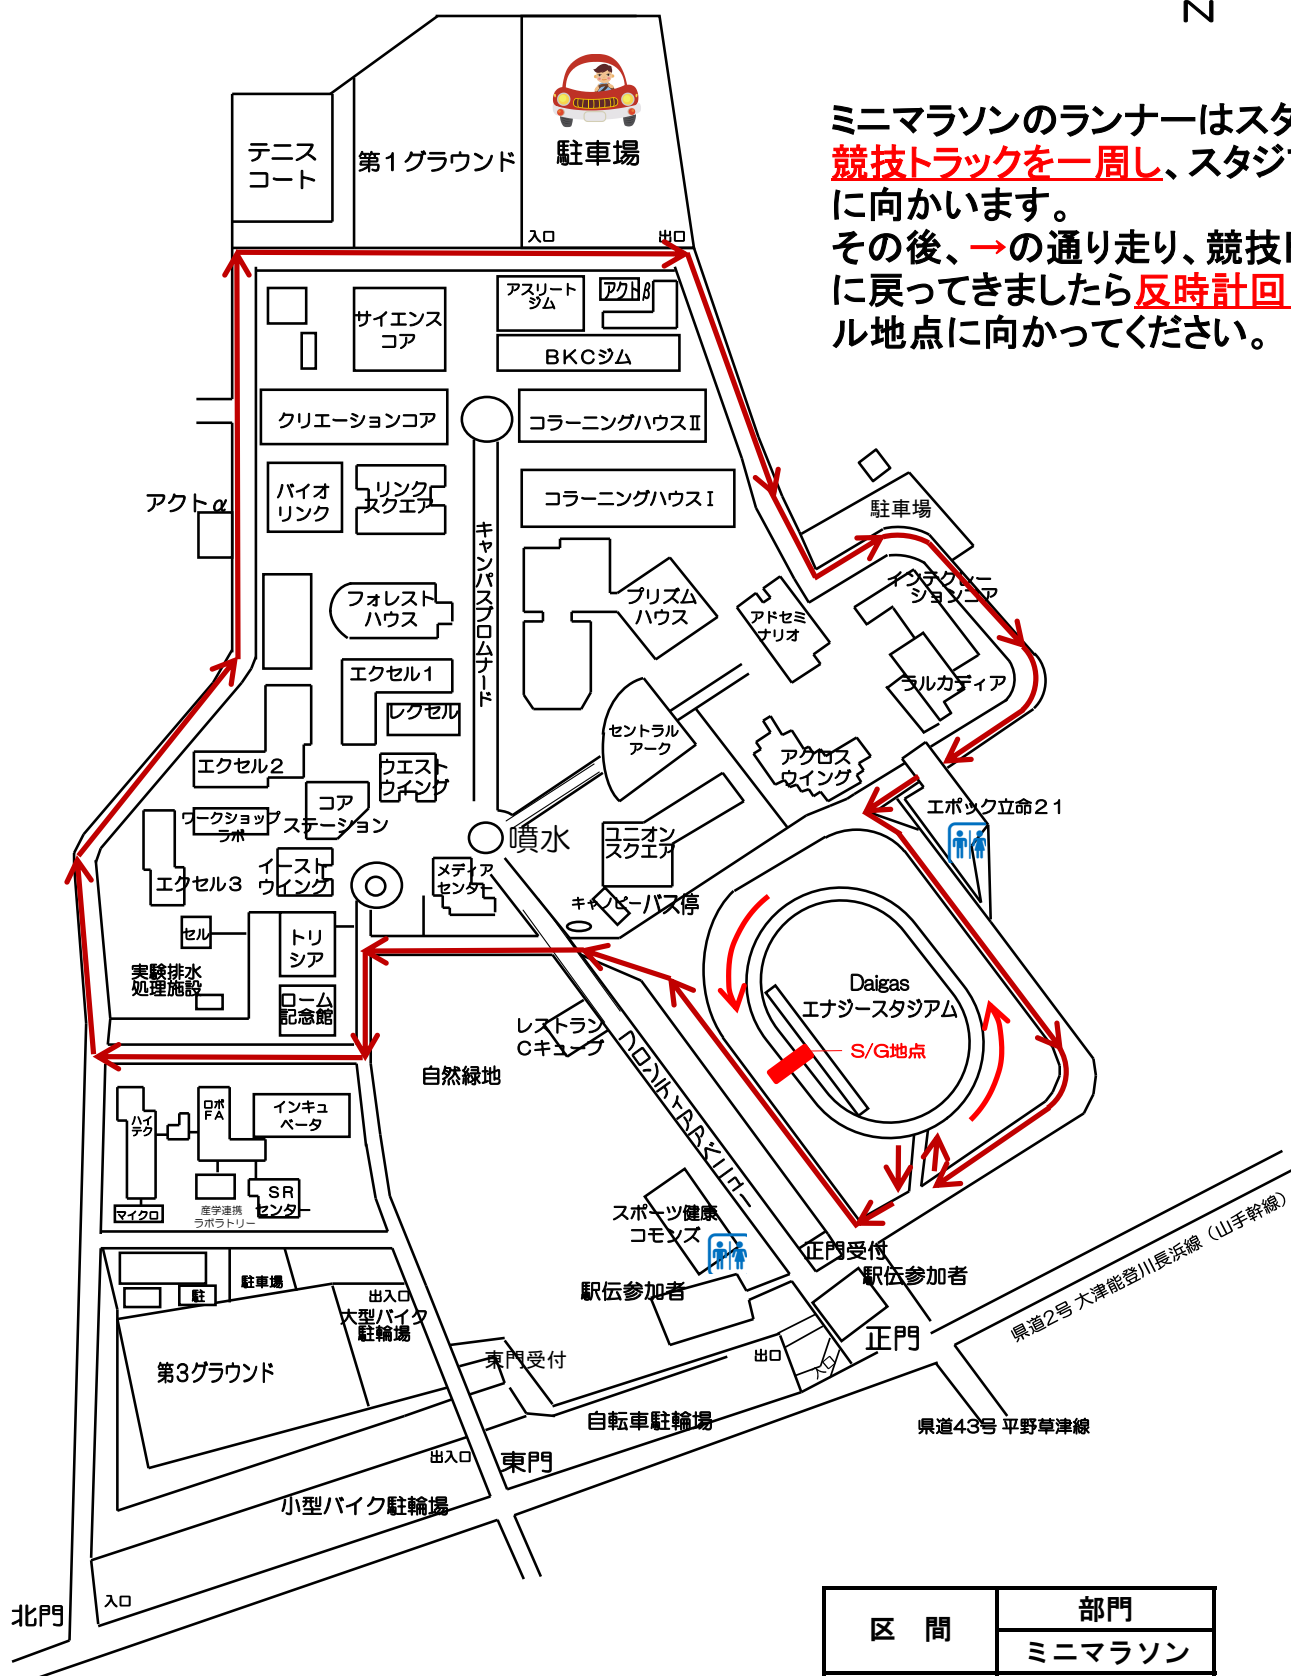 Z
ミニマラソンのランナーはスタ
競技トラックを一周し、スタジ
に向かいます。
その後、→の通り走り、競技
に戻ってきましたら反時計回
ル地点に向かってください。
駐車場
テニス
コート
第1グラウンド
入口
出口
アスリート
ジム
アクトβ
サイエンス
コア
BKCジム
クリエーションコア
コラーニングハウスⅡ
バイオ
リンク
リンク
スクエア
コラーニングハウスⅠ
アクトα
駐車場
キャンパスプロムナード
インテグレー
ションコア
フォレスト
ハウス
プリズム
ハウス
アドセミ
ナリオ
エクセル1
レクセル
ラルカディア
セントラル
アーク
アクロス
ウイング
エクセル2
ウエスト
ウイング
コア
ステーション
ワークショップ
ラボ
エポック立命21
噴水
ユニオン
スクエア
イースト
ウイング
エクセル3
メディア
センター
キャノピー
バス停
セル
トリ
シア
実験排水
処理施設
ローム
記念館
Daigas
エナジースタジアム
S/G地点
レストラン
Cキューブ
自然緑地
フロントアベニュー
ハイ
テク
ロボ
FA
インキュ
ベータ
SR
センター
マイクロ
産学連携
ラボラトリー
スポーツ健康
コモンズ
正門受付
駅伝参加者
駅伝参加者
駐車場
駐
出入口
大型バイク
駐輪場
正門
県道2号 大津能登川長浜線（山手幹線）
東門受付
出口
入口
第3グラウンド
自転車駐輪場
県道43号 平野草津線
出入口
東門
小型バイク駐輪場
入口
北門
区 間
部門
ミニマラソン